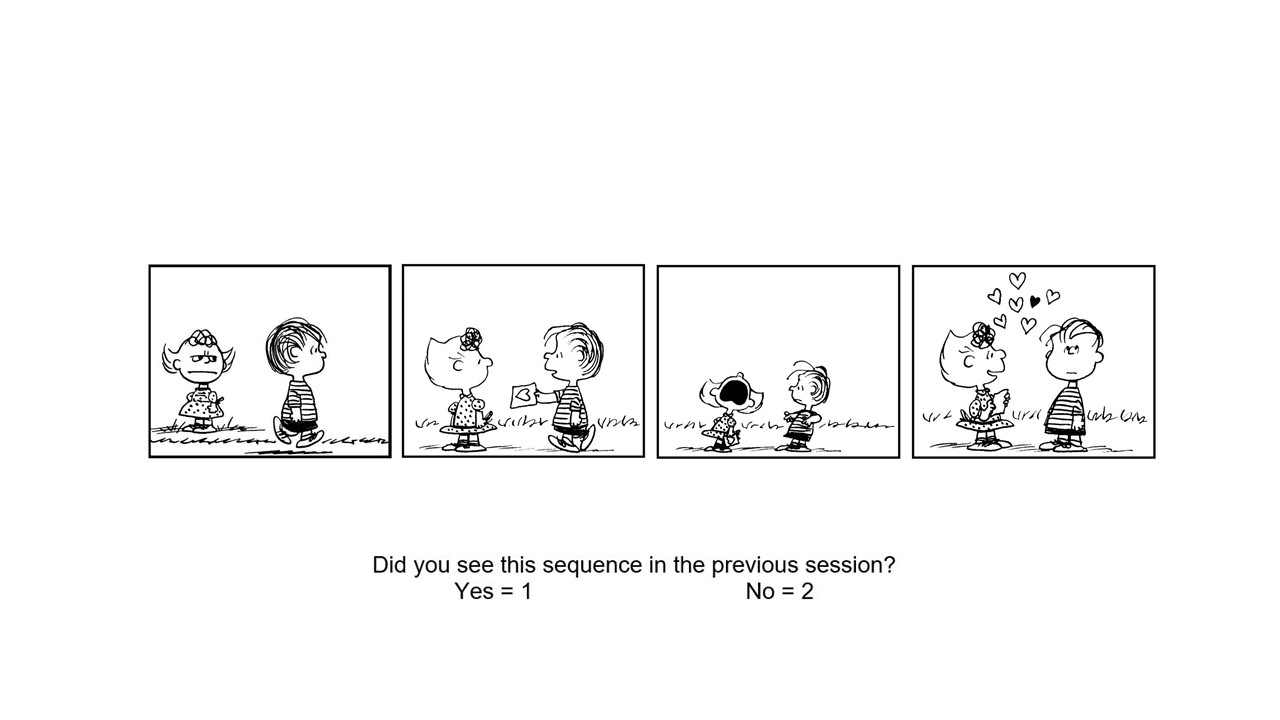 Did you see this sequence in the previous session?
Yes = 1 No = 2